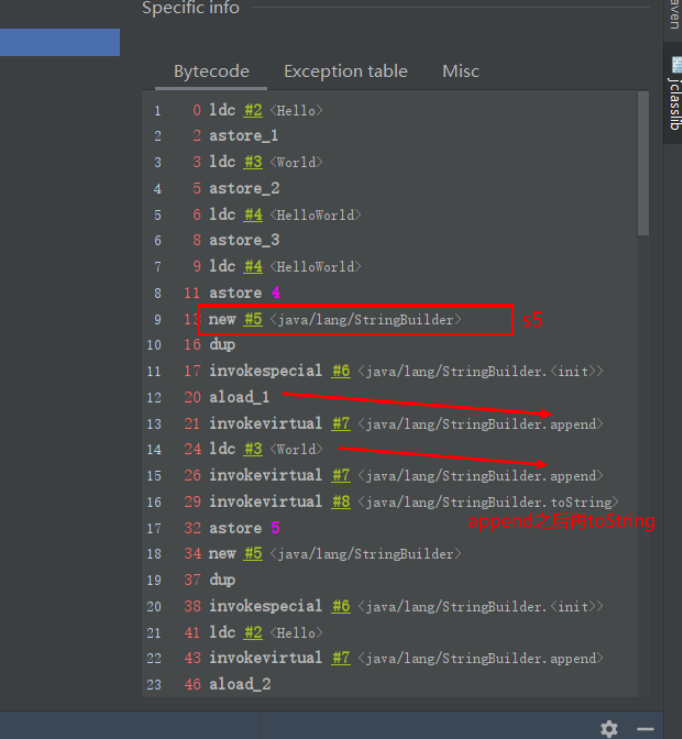 Specific info
aven
jclasslib
Bytecode Exception table Misc
1 0 ldc #2 <Hello>
2 2 astore_1
3 3 ldc #3 <World>
4 5 astore_2
5 6 ldc #4 <HelloWorld>
6 8 astore_3
7 9 ldc #4 <HelloWorld>
8 11 astore 4
9 13 new #5 <java/lang/StringBuilder> s5
10 16 dup
11 17 invokespecial #6 <java/lang/StringBuilder.<init>>
12 20 aload_1
13 21 invokevirtual #7 <java/lang/StringBuilder.append>
14 24 ldc #3 <World>
15 26 invokevirtual #7 <java/lang/StringBuilder.append>
16 29 invokevirtual #8 <java/lang/StringBuilder.toString>
append之后再toString
17 32 astore 5
18 34 new #5 <java/lang/StringBuilder>
19 37 dup
20 38 invokespecial #6 <java/lang/StringBuilder.<init>>
21 41 ldc #2 <Hello>
22 43 invokevirtual #7 <java/lang/StringBuilder.append>
23 46 aload_2